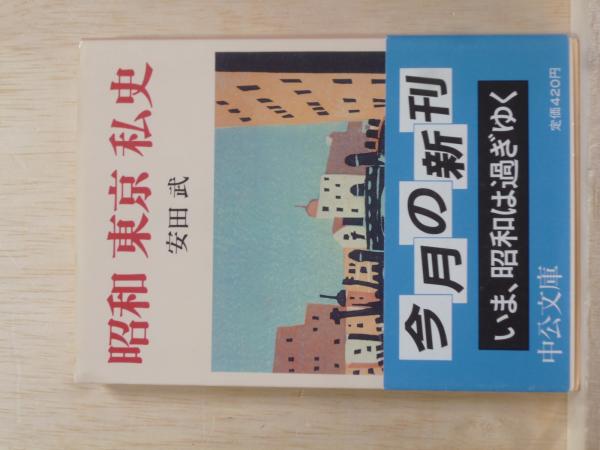 昭和 東京 私史
安田 武
今月の新刊
いま、昭和は過ぎゆく
中公文庫
定価420円